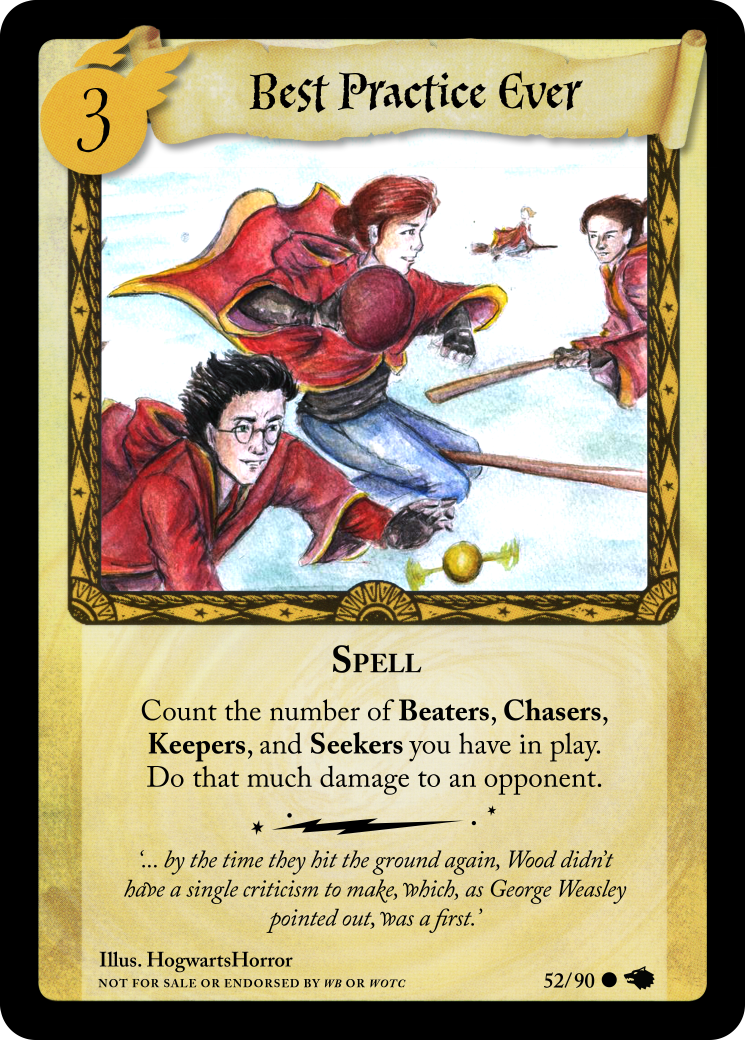 3
Best Practice Ever
Spell
Count the number of Beaters, Chasers,
Keepers, and Seekers you have in play.
Do that much damage to an opponent.
‘... by the time they hit the ground again, Wood didn’t
have a single criticism to make, which, as George Weasley
pointed out, was a first.’
Illus. HogwartsHorror
NOT FOR SALE OR ENDORSED BY WB OR WOTC
52/90